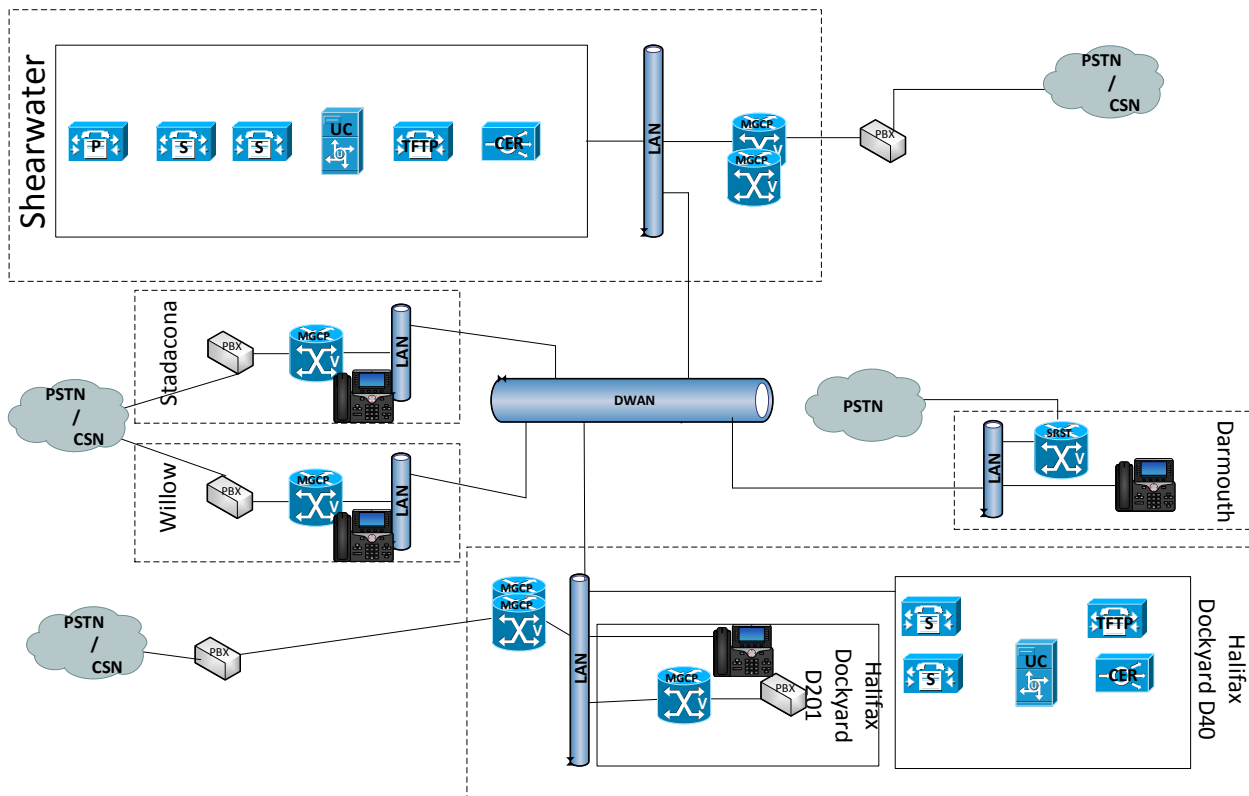 Shearwater
P
S
S
UC
TFTP
CER
LAN
MGCP
V
MGCP
V
PBX
PSTN
/
CSN
Stadacona
PBX
MGCP
V
LAN
PSTN
/
CSN
Willow
PBX
MGCP
V
LAN
DWAN
PSTN
SRST
V
LAN
Darmouth
PSTN
/
CSN
PBX
MGCP
MGCP
V
LAN
MGCP
V
PBX
Halifax
Dockyard
D201
S
TFTP
S
UC
CER
Halifax
Dockyard D40